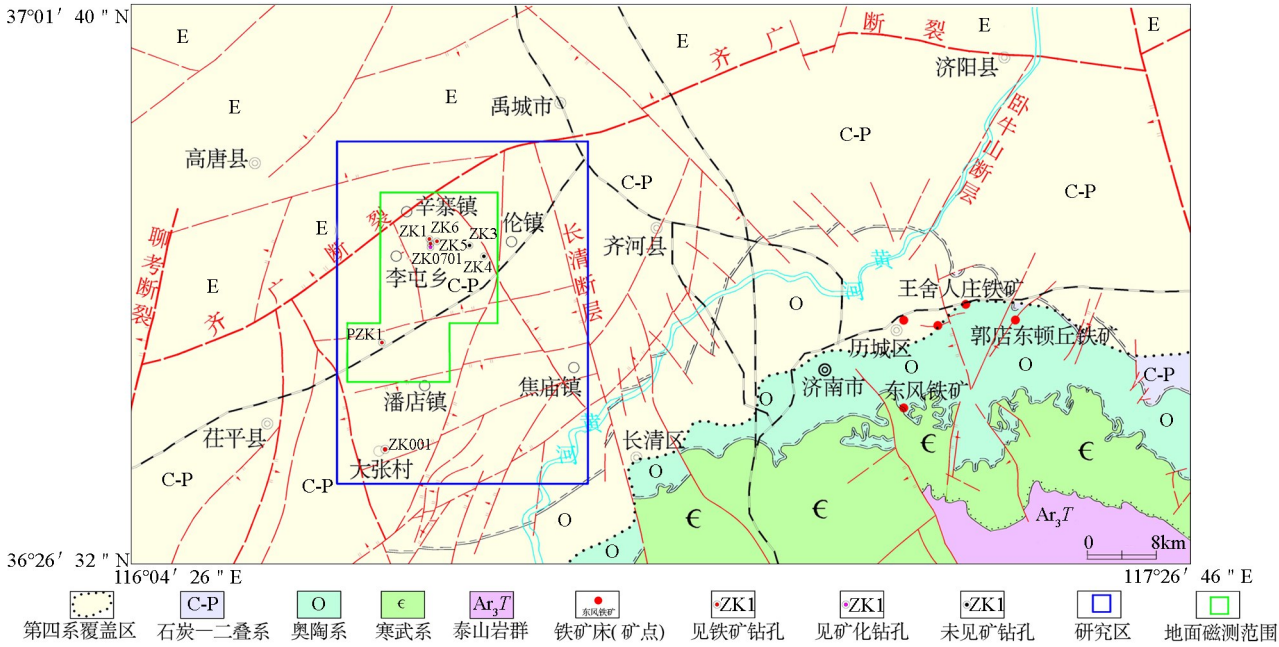 37°01′ 40 " N
E
E
E
断裂
E
广
齐
济阳县
E
禹城市
E
卧牛山断层
C-P
高唐县
C-P
C-P
辛寨镇
E
裂
伦镇
ZK1
ZK6
ZK3
ZK5
ZK0701
ZK4
长清断层
齐河县
聊考断裂
断
黄
河
李屯乡
C-P
E
广
齐
O
王舍人庄铁矿
PZK1
历城区
郭店东顿丘铁矿
O
O
C-P
焦庙镇
济南市
东风铁矿
潘店镇
O
O
茌平县
黄
河
ZK001
长清区
Є
Є
大张村
O
C-P
C-P
O
Є
Є
Ar₃T
O
0 8km
36°26′ 32 " N
116°04′ 26 " E
117°26′ 46 " E
C-P
O
Є
Ar₃T
东风铁矿
ZK1
ZK1
ZK1
第四系覆盖区
石炭—二叠系
奥陶系
寒武系
泰山岩群
铁矿床(矿点)
见铁矿钻孔
见矿化钻孔
未见矿钻孔
研究区
地面磁测范围